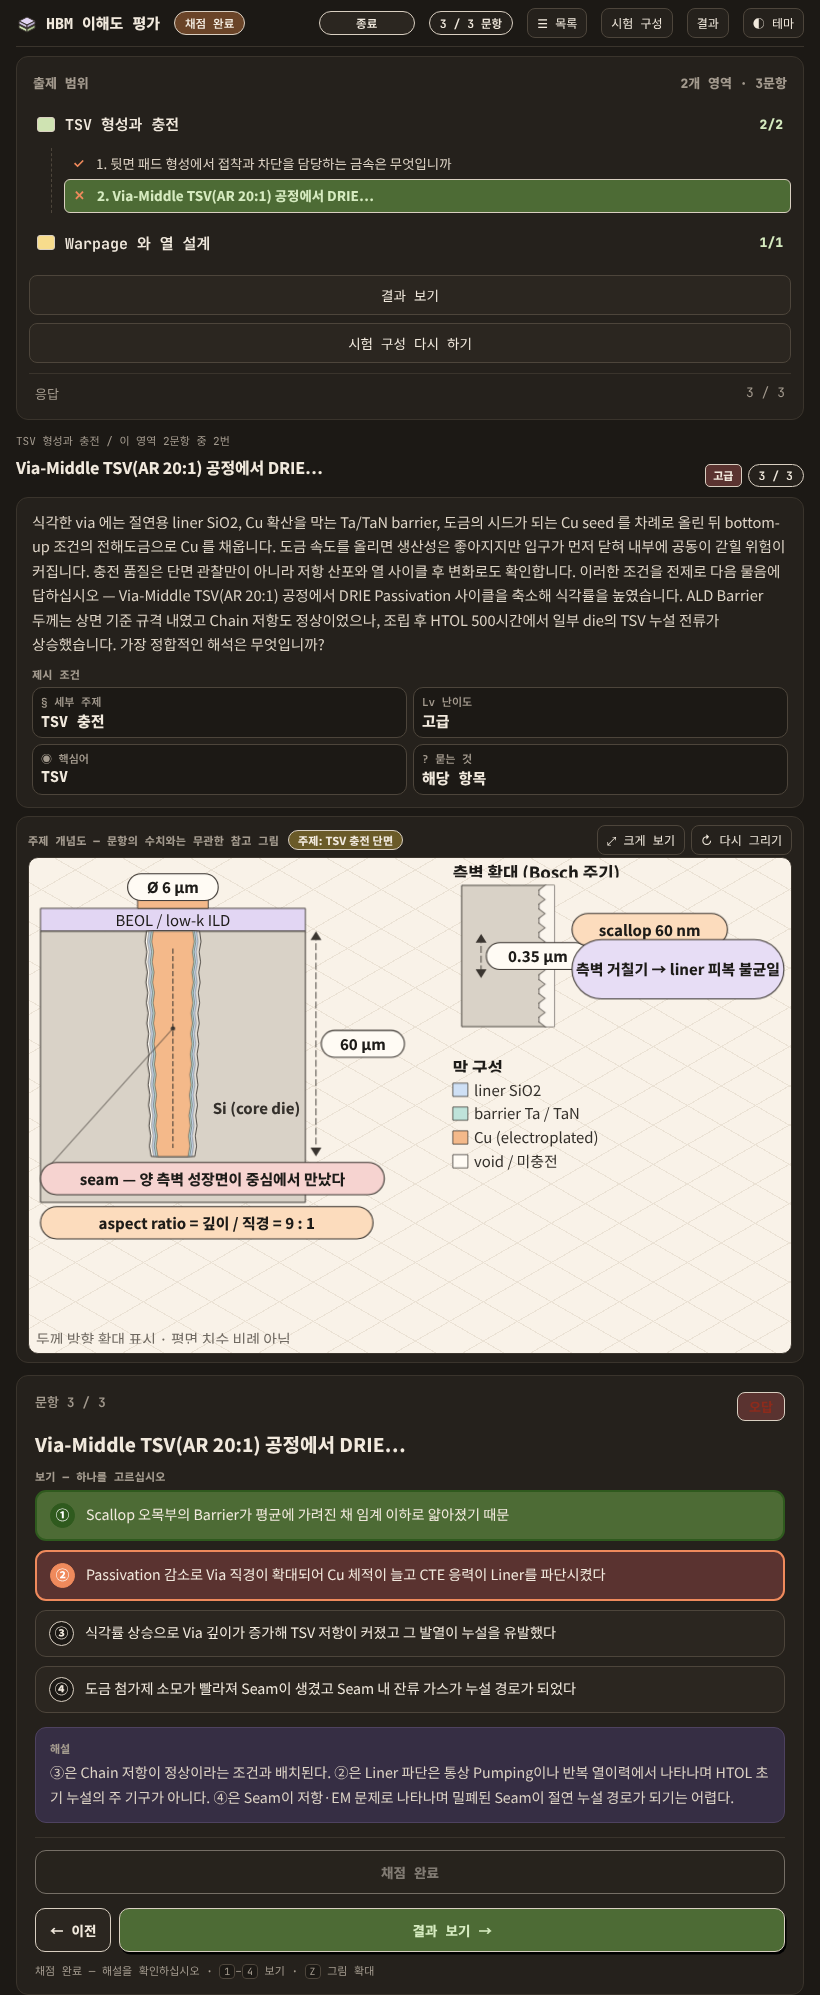 HBM 이해도 평가
채점 완료
종료
3 / 3 문항
☰ 목록
시험 구성
결과
◐ 테마
출제 범위
2개 영역 · 3문항
TSV 형성과 충전
2/2
✓ 1. 뒷면 패드 형성에서 접착과 차단을 담당하는 금속은 무엇입니까
✕ 2. Via-Middle TSV(AR 20:1) 공정에서 DRIE…
Warpage 와 열 설계
1/1
결과 보기
시험 구성 다시 하기
응답
3 / 3
TSV 형성과 충전 / 이 영역 2문항 중 2번
Via-Middle TSV(AR 20:1) 공정에서 DRIE…
고급
3 / 3
식각한 via 에는 절연용 liner SiO2, Cu 확산을 막는 Ta/TaN barrier, 도금의 시드가 되는 Cu seed 를 차례로 올린 뒤 bottom-
up 조건의 전해도금으로 Cu 를 채웁니다. 도금 속도를 올리면 생산성은 좋아지지만 입구가 먼저 닫혀 내부에 공동이 갇힐 위험이
커집니다. 충전 품질은 단면 관찰만이 아니라 저항 산포와 열 사이클 후 변화로도 확인합니다. 이러한 조건을 전제로 다음 물음에
답하십시오 — Via-Middle TSV(AR 20:1) 공정에서 DRIE Passivation 사이클을 축소해 식각률을 높였습니다. ALD Barrier
두께는 상면 기준 규격 내였고 Chain 저항도 정상이었으나, 조립 후 HTOL 500시간에서 일부 die의 TSV 누설 전류가
상승했습니다. 가장 정합적인 해석은 무엇입니까?
제시 조건
§ 세부 주제
TSV 충전
Lv 난이도
고급
◉ 핵심어
TSV
? 묻는 것
해당 항목
주제 개념도 — 문항의 수치와는 무관한 참고 그림
주제: TSV 충전 단면
⤢ 크게 보기
↻ 다시 그리기
Ø 6 µm
BEOL / low-k ILD
60 µm
Si (core die)
seam — 양 측벽 성장면이 중심에서 만났다
aspect ratio = 깊이 / 직경 = 9 : 1
측벽 확대 (Bosch 주기)
scallop 60 nm
0.35 µm
측벽 거칠기 → liner 피복 불균일
막 구성
liner SiO2
barrier Ta / TaN
Cu (electroplated)
void / 미충전
두께 방향 확대 표시 · 평면 치수 비례 아님
문항 3 / 3
오답
Via-Middle TSV(AR 20:1) 공정에서 DRIE…
보기 — 하나를 고르십시오
① Scallop 오목부의 Barrier가 평균에 가려진 채 임계 이하로 얇아졌기 때문
② Passivation 감소로 Via 직경이 확대되어 Cu 체적이 늘고 CTE 응력이 Liner를 파단시켰다
③ 식각률 상승으로 Via 깊이가 증가해 TSV 저항이 커졌고 그 발열이 누설을 유발했다
④ 도금 첨가제 소모가 빨라져 Seam이 생겼고 Seam 내 잔류 가스가 누설 경로가 되었다
해설
③은 Chain 저항이 정상이라는 조건과 배치된다. ②은 Liner 파단은 통상 Pumping이나 반복 열이력에서 나타나며 HTOL 초
기 누설의 주 기구가 아니다. ④은 Seam이 저항·EM 문제로 나타나며 밀폐된 Seam이 절연 누설 경로가 되기는 어렵다.
채점 완료
← 이전
결과 보기 →
채점 완료 — 해설을 확인하십시오 · 1-4 보기 · Z 그림 확대